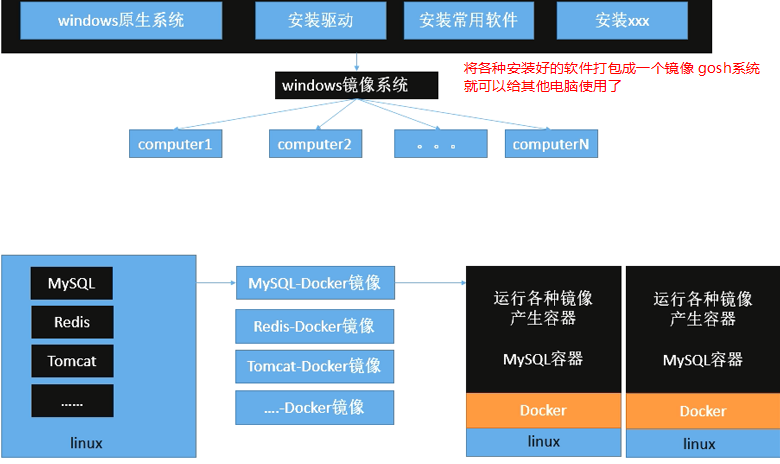 windows原生系统
安装驱动
安装常用软件
安装xxx
windows镜像系统
将各种安装好的软件打包成一个镜像 gosh系统
就可以给其他电脑使用了
computer1
computer2
。。。
computerN
MySQL
Redis
Tomcat
……
linux
MySQL-Docker镜像
Redis-Docker镜像
Tomcat-Docker镜像
….-Docker镜像
运行各种镜像
产生容器
MySQL容器
Docker
linux
运行各种镜像
产生容器
MySQL容器
Docker
linux